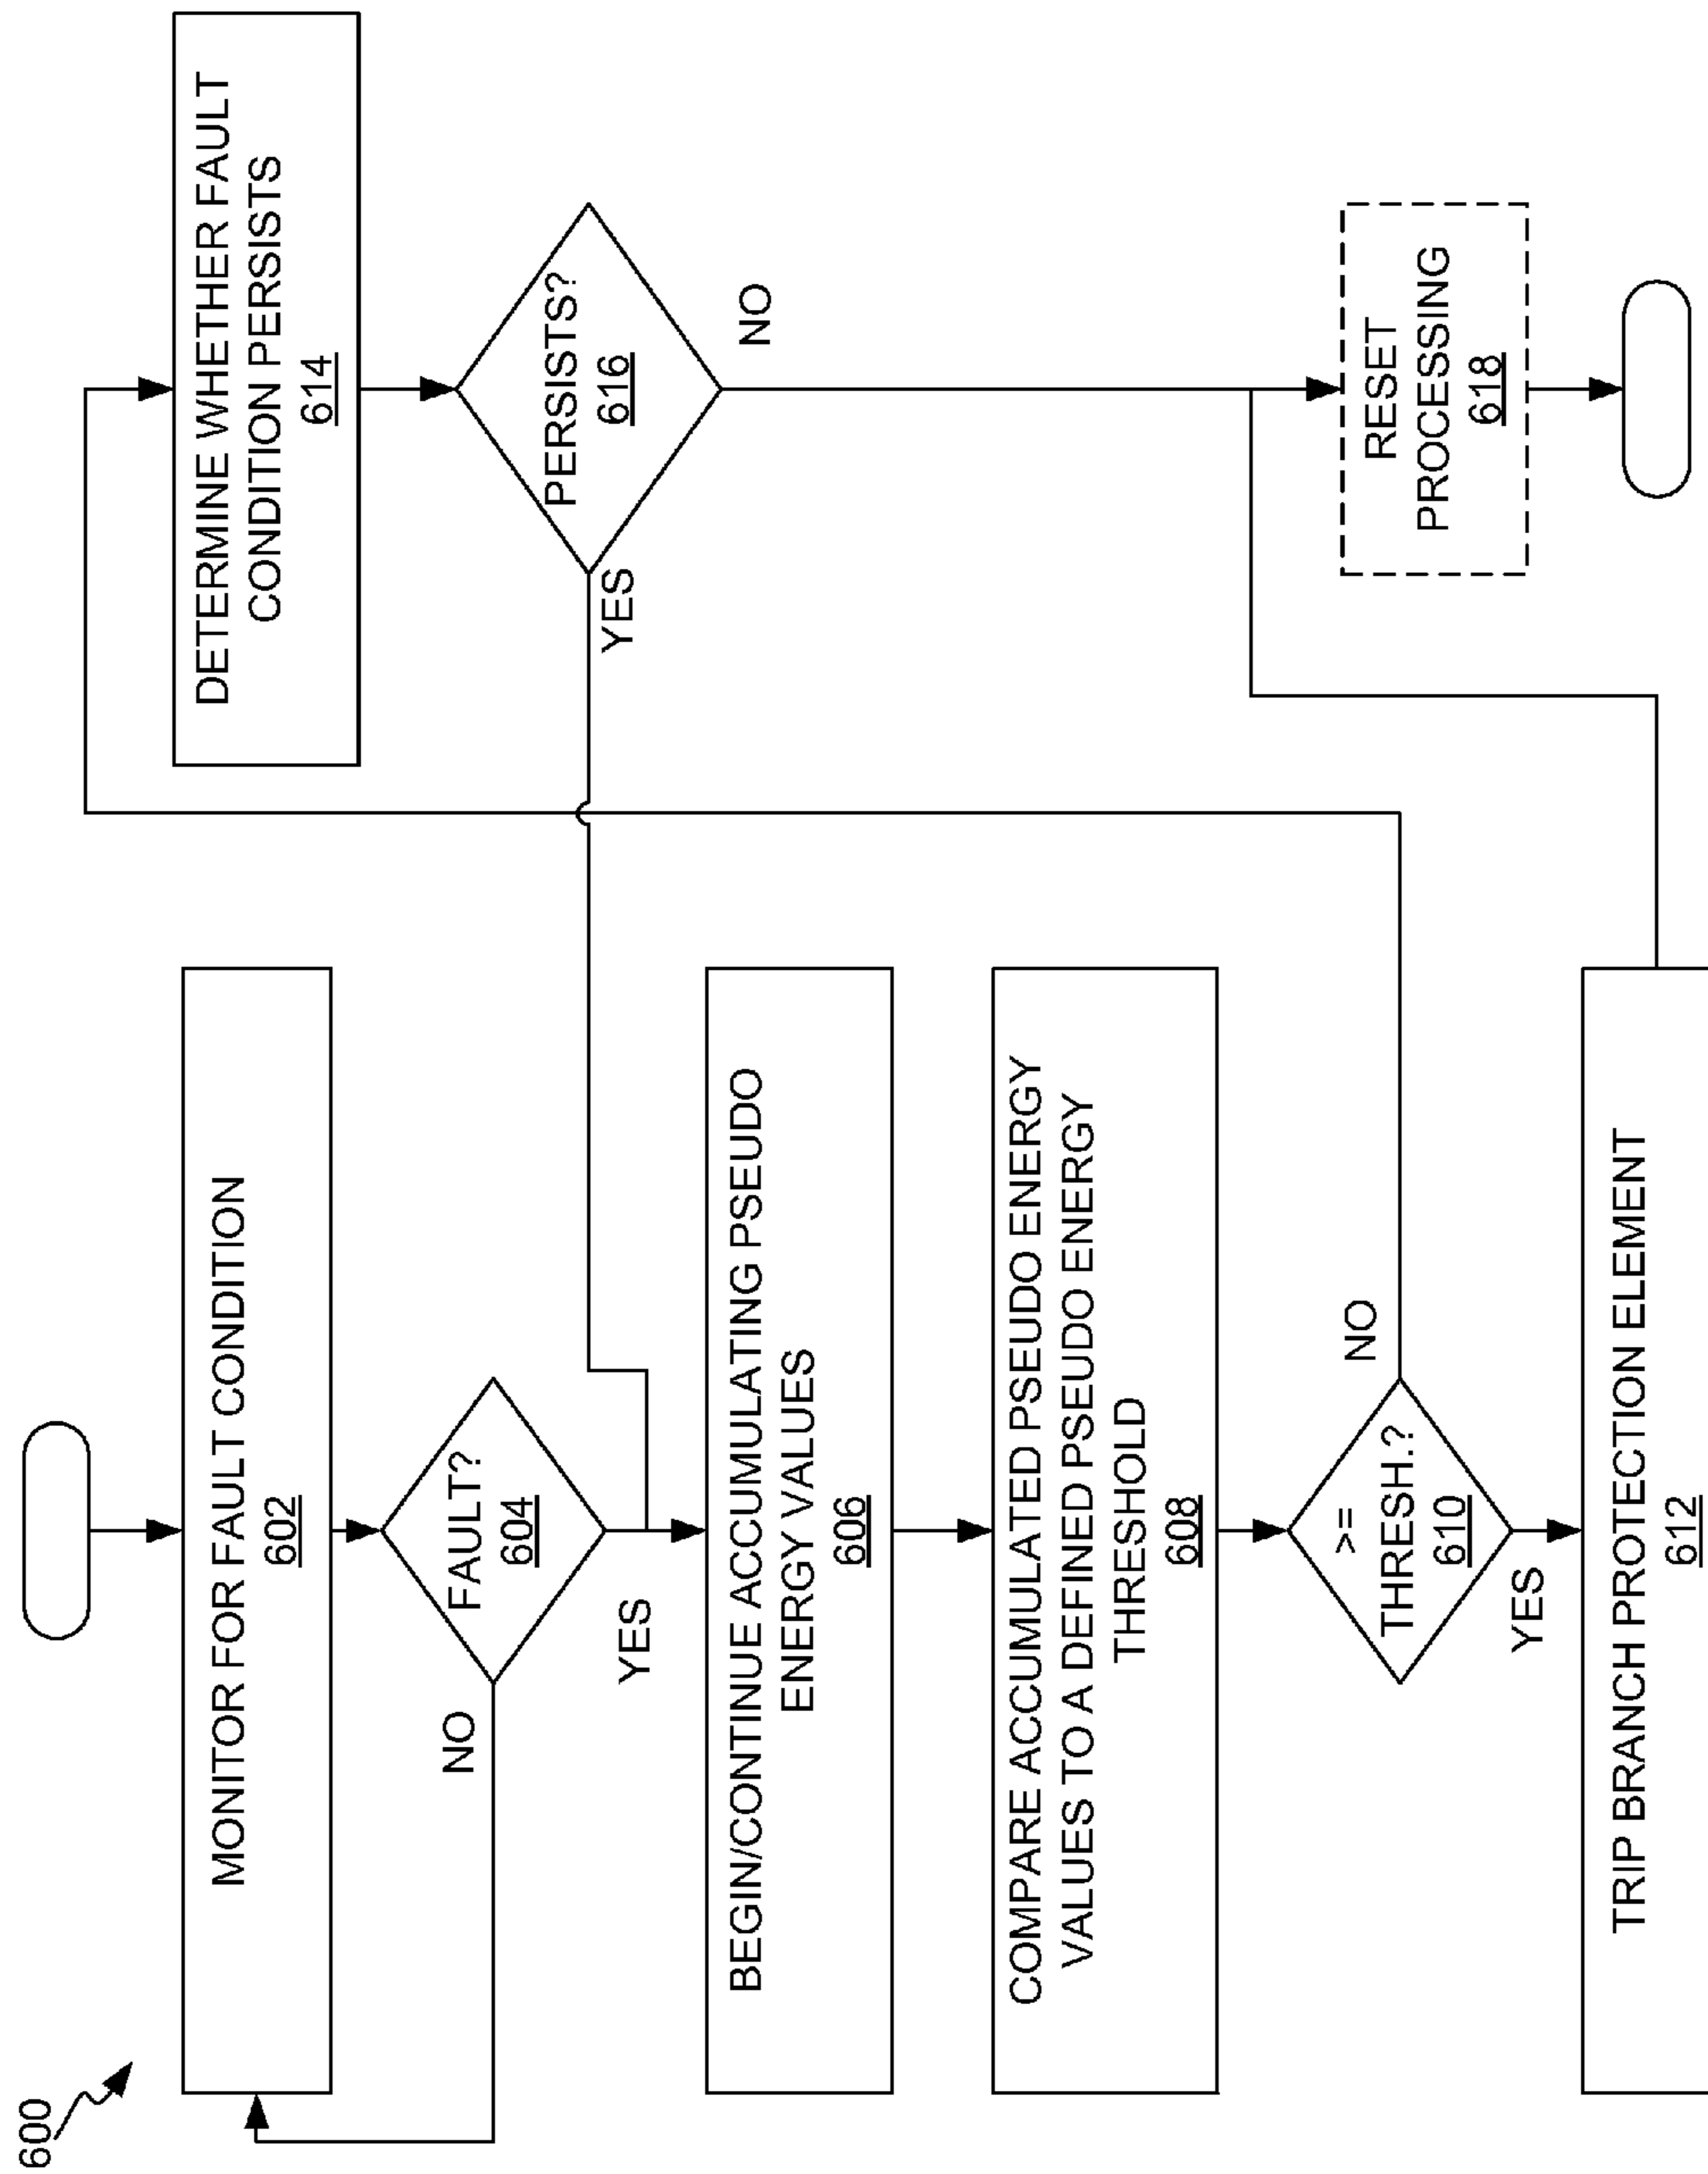 600
MONITOR FOR FAULT CONDITION
602
FAULT?
604
NO
YES
BEGIN/CONTINUE ACCUMULATING PSEUDO
ENERGY VALUES
606
COMPARE ACCUMULATED PSEUDO ENERGY
VALUES TO A DEFINED PSEUDO ENERGY
THRESHOLD
608
>=
THRESH.?
610
NO
YES
TRIP BRANCH PROTECTION ELEMENT
612
DETERMINE WHETHER FAULT
CONDITION PERSISTS
614
PERSISTS?
616
YES
NO
RESET
PROCESSING
618